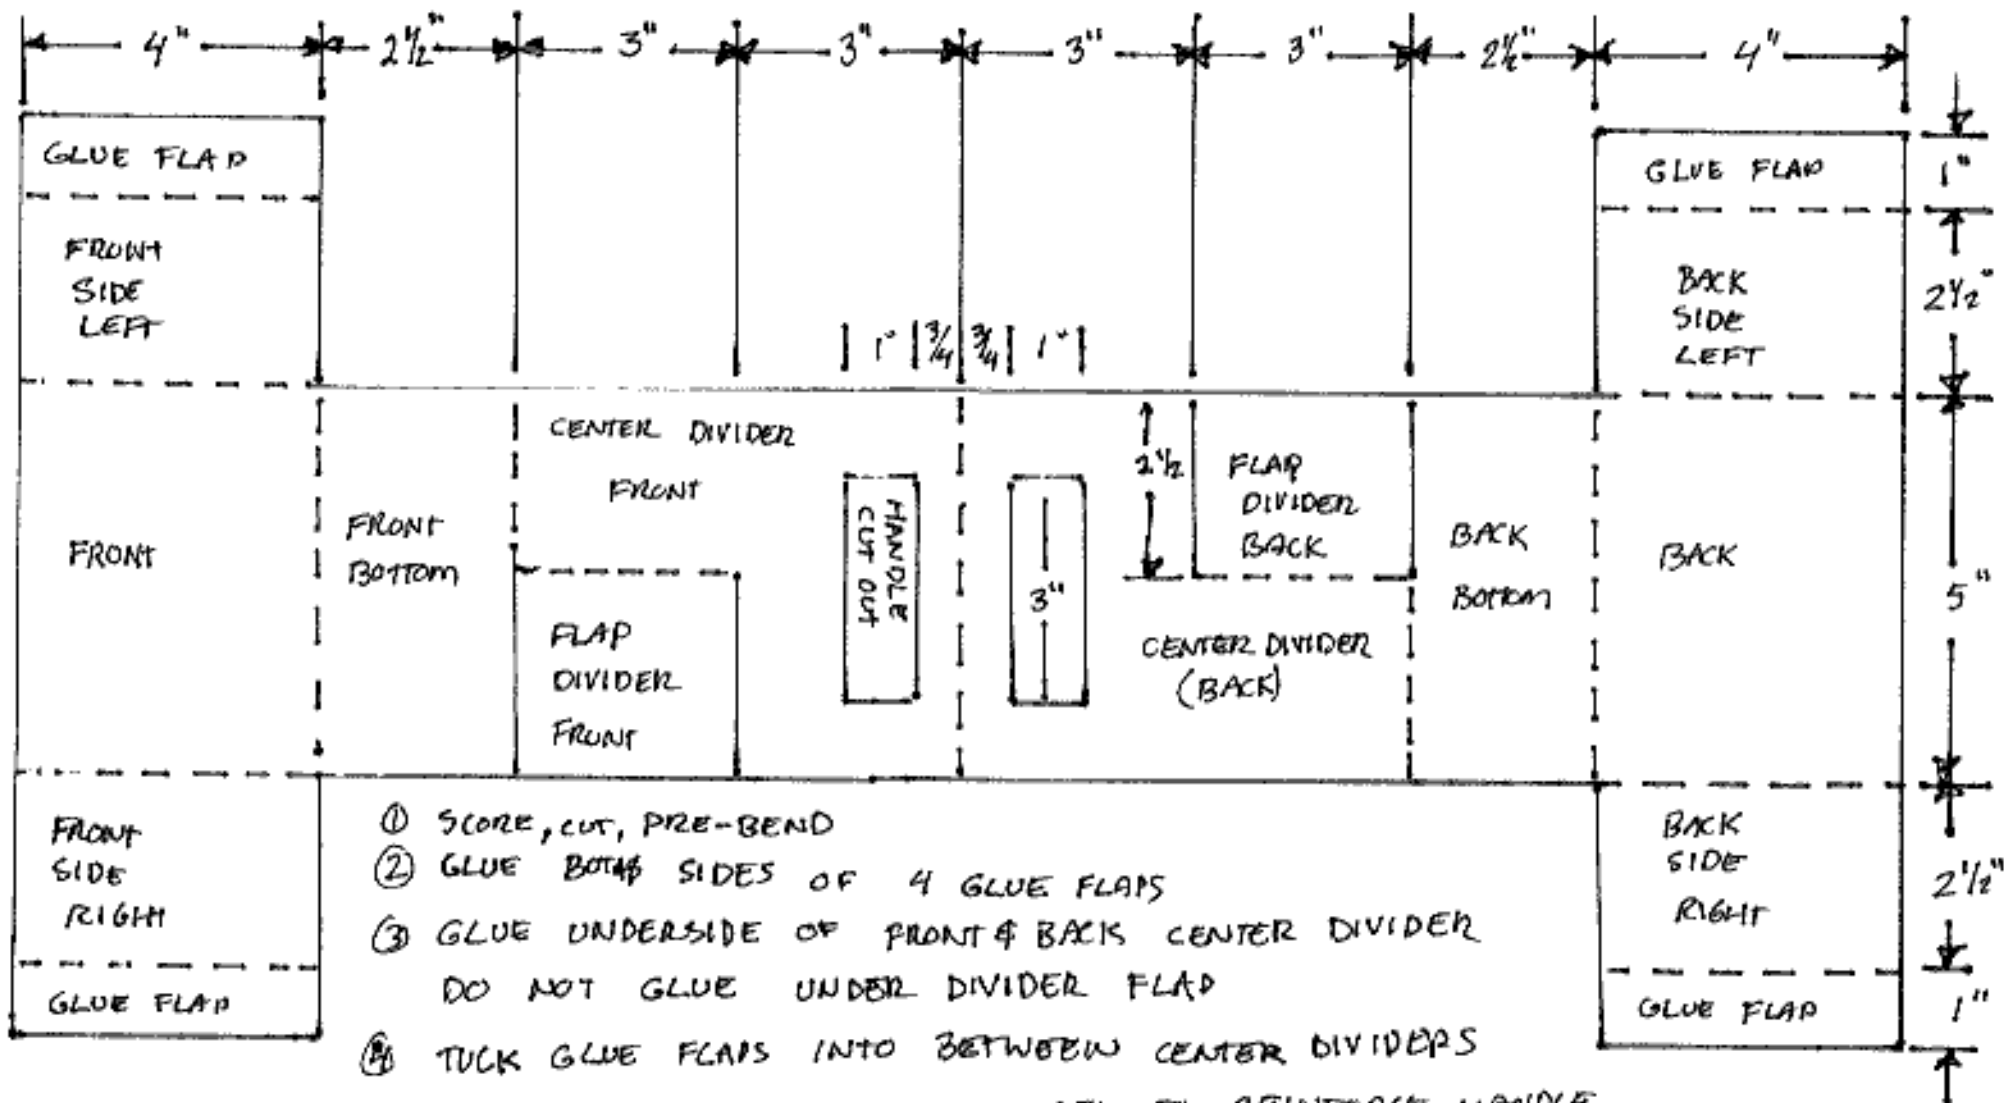 4" 2½" 3" 3" 3" 3" 2½" 4"
GLUE FLAP
GLUE FLAP
1"
FRONT
SIDE
LEFT
BACK
SIDE
LEFT
2½"
1" 3/4 3/4 1"
CENTER DIVIDER
FRONT
HANDLE
CUT OUT
3"
2½
FLAP
DIVIDER
BACK
FRONT
FRONT
BOTTOM
BACK
BOTTOM
BACK
5"
FLAP
DIVIDER
FRONT
CENTER DIVIDER
(BACK)
FRONT
SIDE
RIGHT
BACK
SIDE
RIGHT
2½"
GLUE FLAP
GLUE FLAP
1"
① SCORE, CUT, PRE-BEND
② GLUE BOTH SIDES OF 4 GLUE FLAPS
③ GLUE UNDERSIDE OF FRONT & BACK CENTER DIVIDER
DO NOT GLUE UNDER DIVIDER FLAP
④ TUCK GLUE FLAPS INTO BETWEEN CENTER DIVIDERS
REINFORCE HANDLE